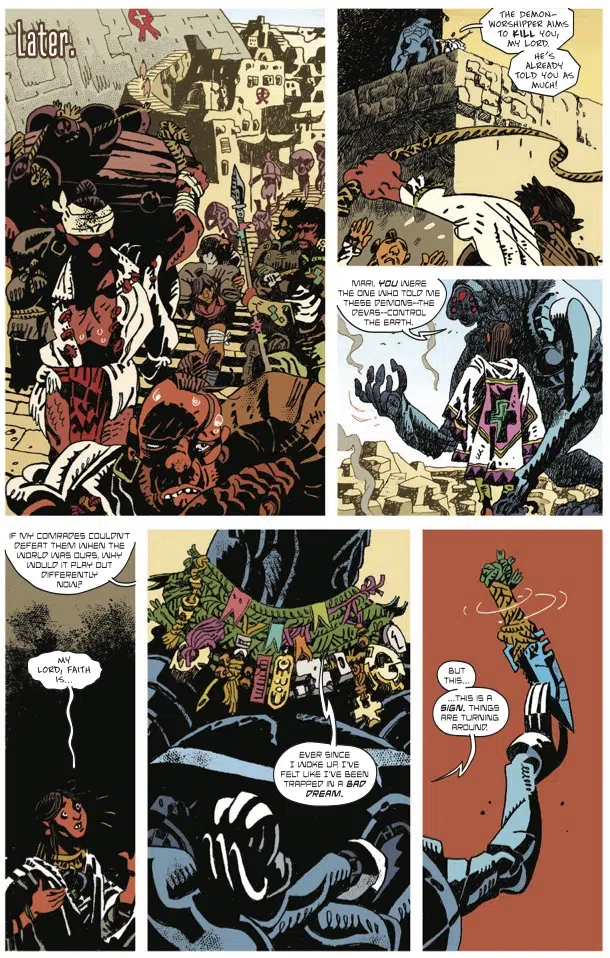 Later.
THE DEMON-
WORSHIPPER AIMS
TO KILL YOU,
MY LORD.
HE'S
ALREADY
TOLD YOU AS
MUCH!
MARI, YOU WERE
THE ONE WHO TOLD ME
THESE DEMONS--THE
DEVAS--CONTROL
THE EARTH.
IF MY COMRADES COULDN'T
DEFEAT THEM WHEN THE
WORLD WAS OURS, WHY
WOULD IT PLAY OUT
DIFFERENTLY
NOW?
MY
LORD, FAITH
IS...
EVER SINCE
I WOKE UP, I'VE
FELT LIKE I'VE BEEN
TRAPPED IN A BAD
DREAM.
BUT
THIS...
...THIS IS A
SIGN. THINGS
ARE TURNING
AROUND.